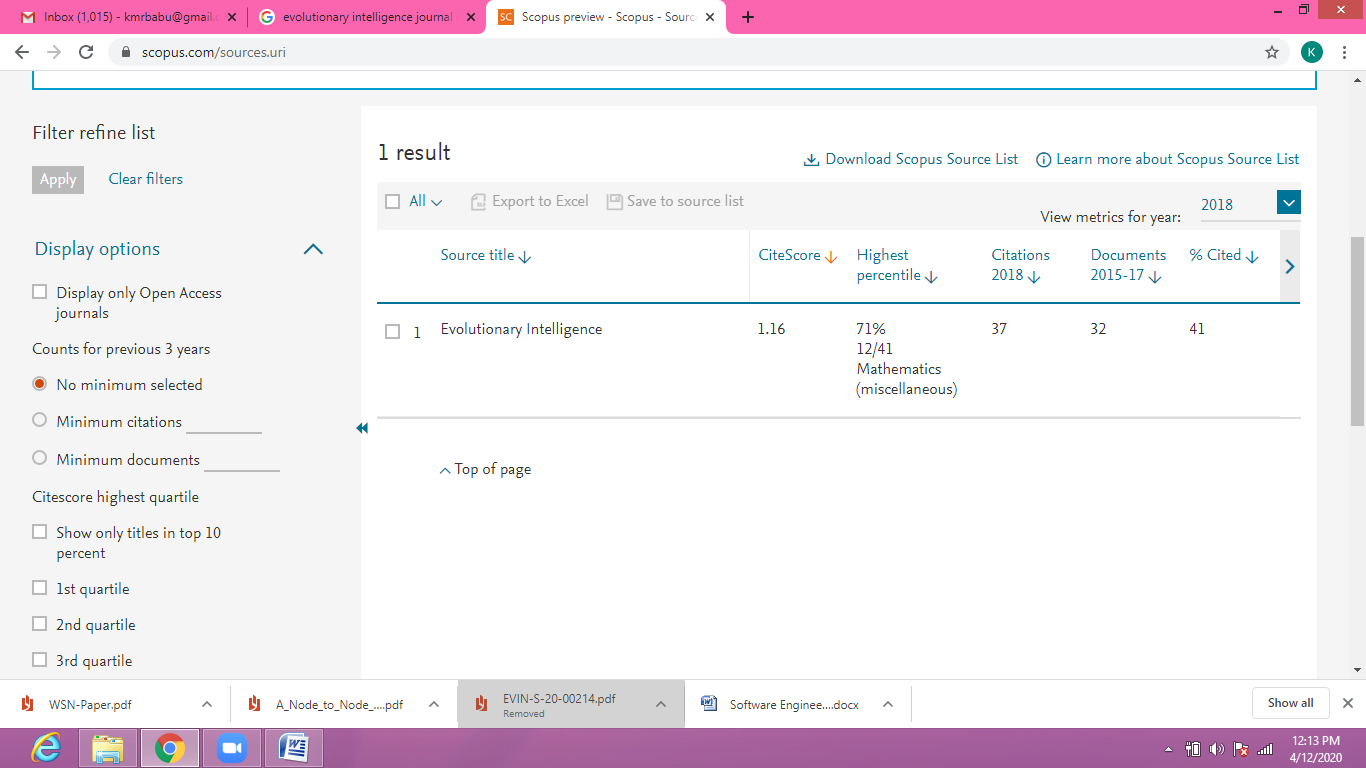 Inbox (1,015) - kmrbabu@gmail.c
evolutionary intelligence journal
SC
Scopus preview - Scopus - Sourc
scopus.com/sources.uri
K
Filter refine list
Apply
Clear filters
Display options
Display only Open Access
journals
Counts for previous 3 years
No minimum selected
Minimum citations
Minimum documents
Citescore highest quartile
Show only titles in top 10
percent
1st quartile
2nd quartile
3rd quartile
1 result
Download Scopus Source List
Learn more about Scopus Source List
All
Export to Excel
Save to source list
View metrics for year:
2018
Source title
CiteScore
Highest
percentile
Citations
2018
Documents
2015-17
% Cited
1
Evolutionary Intelligence
1.16
71%
12/41
Mathematics
(miscellaneous)
37
32
41
Top of page
WSN-Paper.pdf
A_Node_to_Node_....pdf
EVIN-S-20-00214.pdf
Removed
Software Enginee....docx
Show all
12:13 PM
4/12/2020